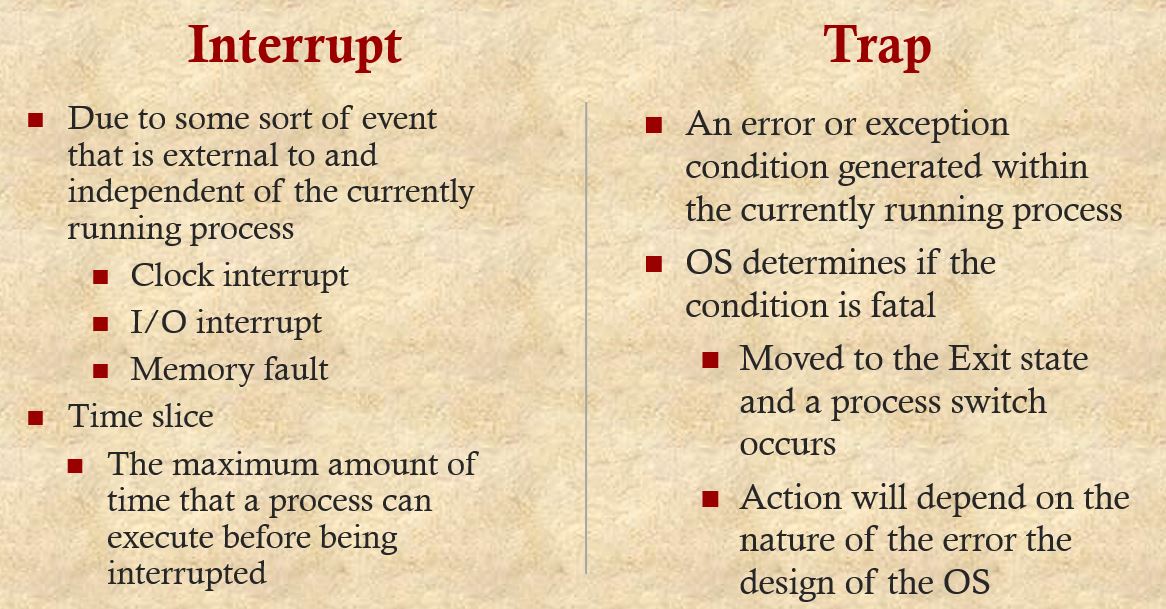 Interrupt
Due to some sort of event
that is external to and
independent of the currently
running process
Clock interrupt
I/O interrupt
Memory fault
Time slice
The maximum amount of
time that a process can
execute before being
interrupted
Trap
An error or exception
condition generated within
the currently running process
OS determines if the
condition is fatal
Moved to the Exit state
and a process switch
occurs
Action will depend on the
nature of the error the
design of the OS